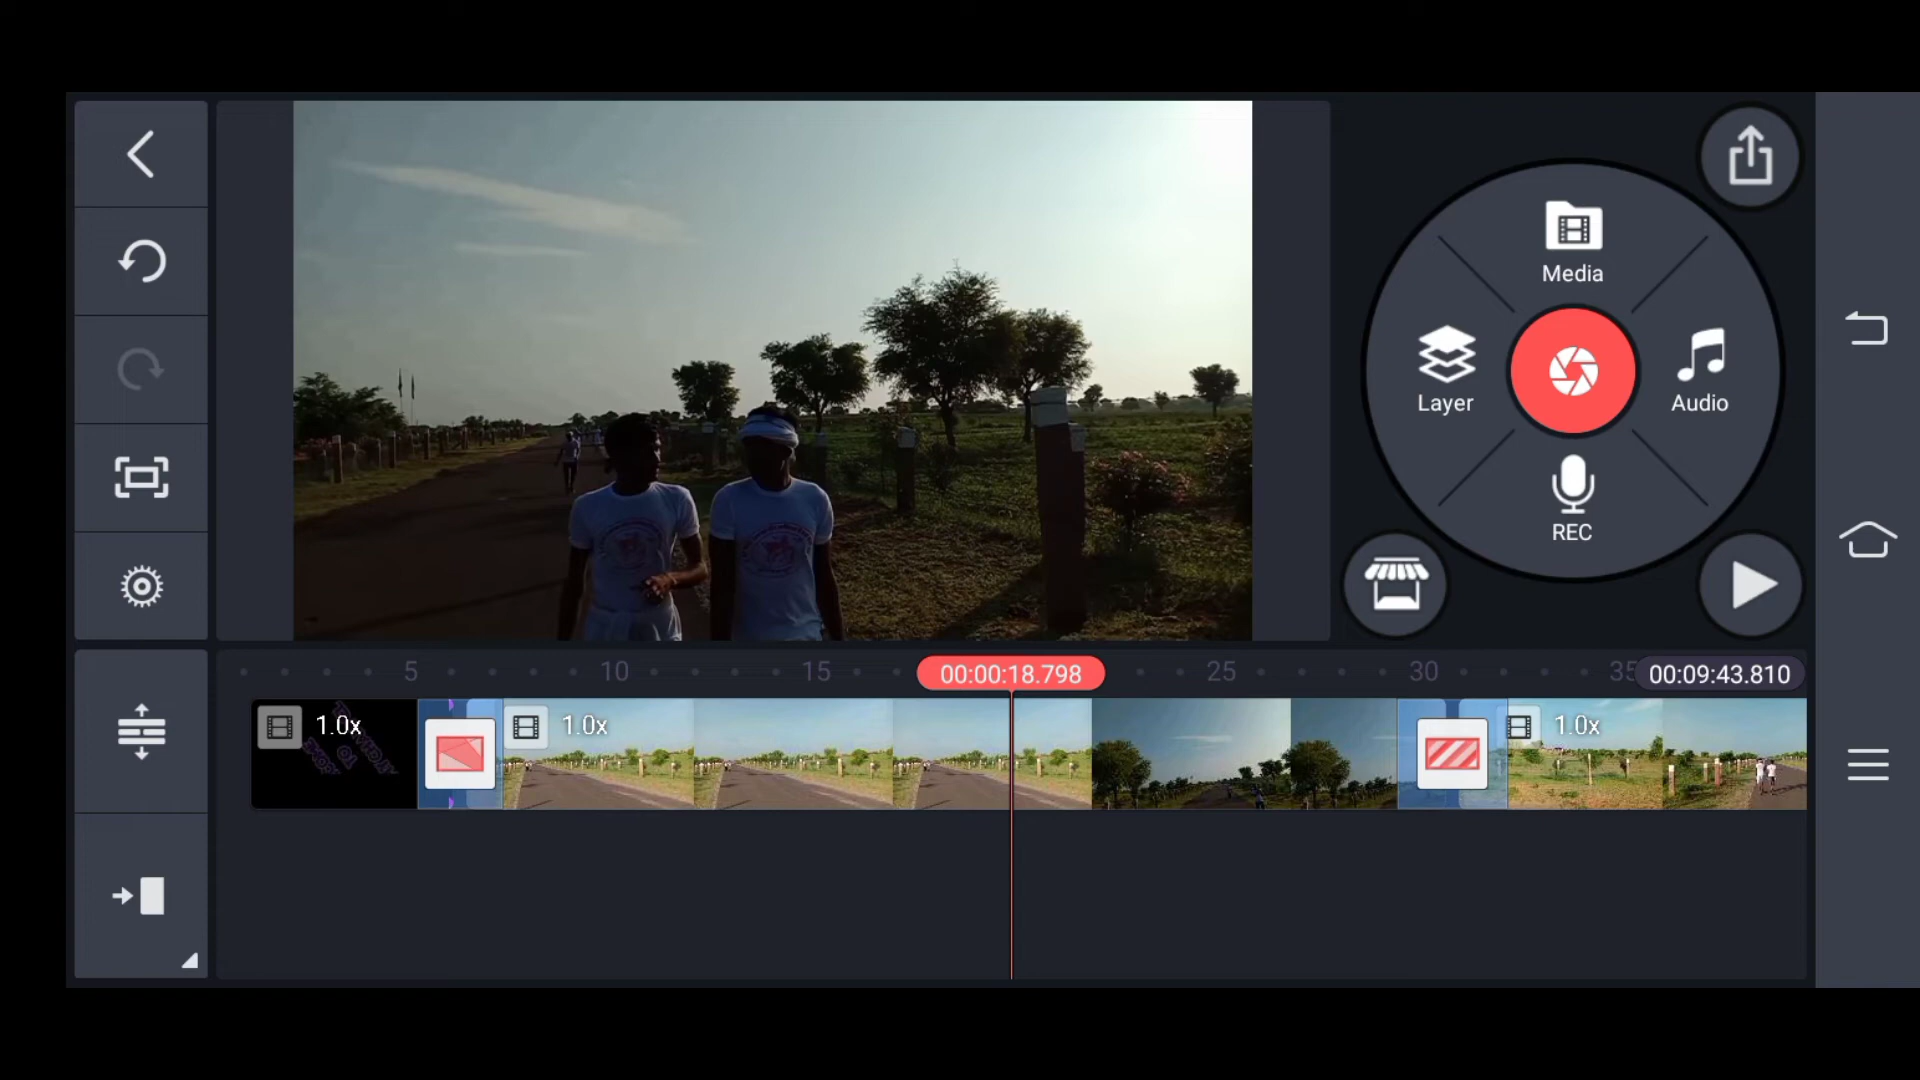 Media
Layer
Audio
REC
5
10
15
00:00:18.798
25
30
35
00:09:43.810
1.0x
1.0x
1.0x